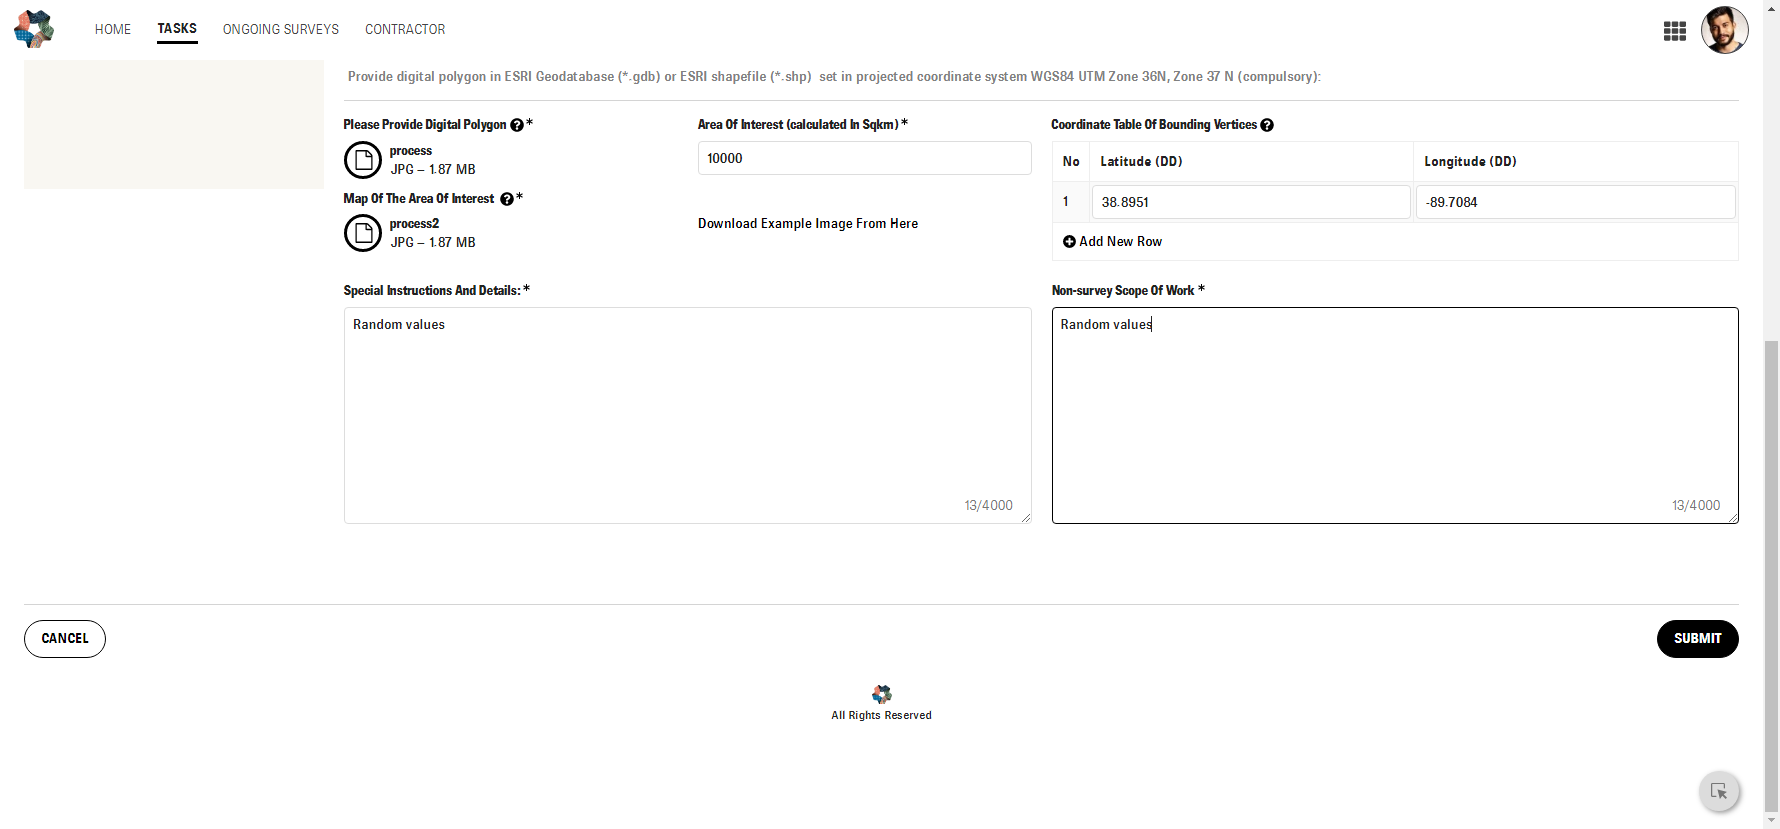 HOME TASKS ONGOING SURVEYS CONTRACTOR
Provide digital polygon in ESRI Geodatabase (*.gdb) or ESRI shapefile (*.shp)  set in projected coordinate system WGS84 UTM Zone 36N, Zone 37 N (compulsory):
Please Provide Digital Polygon ? *
process
JPG – 1.87 MB
Map Of The Area Of Interest ? *
process2
JPG – 1.87 MB
Area Of Interest (calculated In Sqkm) *
10000
Download Example Image From Here
Coordinate Table Of Bounding Vertices ?
No Latitude (DD) Longitude (DD)
1 38.8951 -89.7084
Add New Row
Special Instructions And Details: *
Random values
13/4000
Non-survey Scope Of Work *
Random values
13/4000
CANCEL
SUBMIT
All Rights Reserved